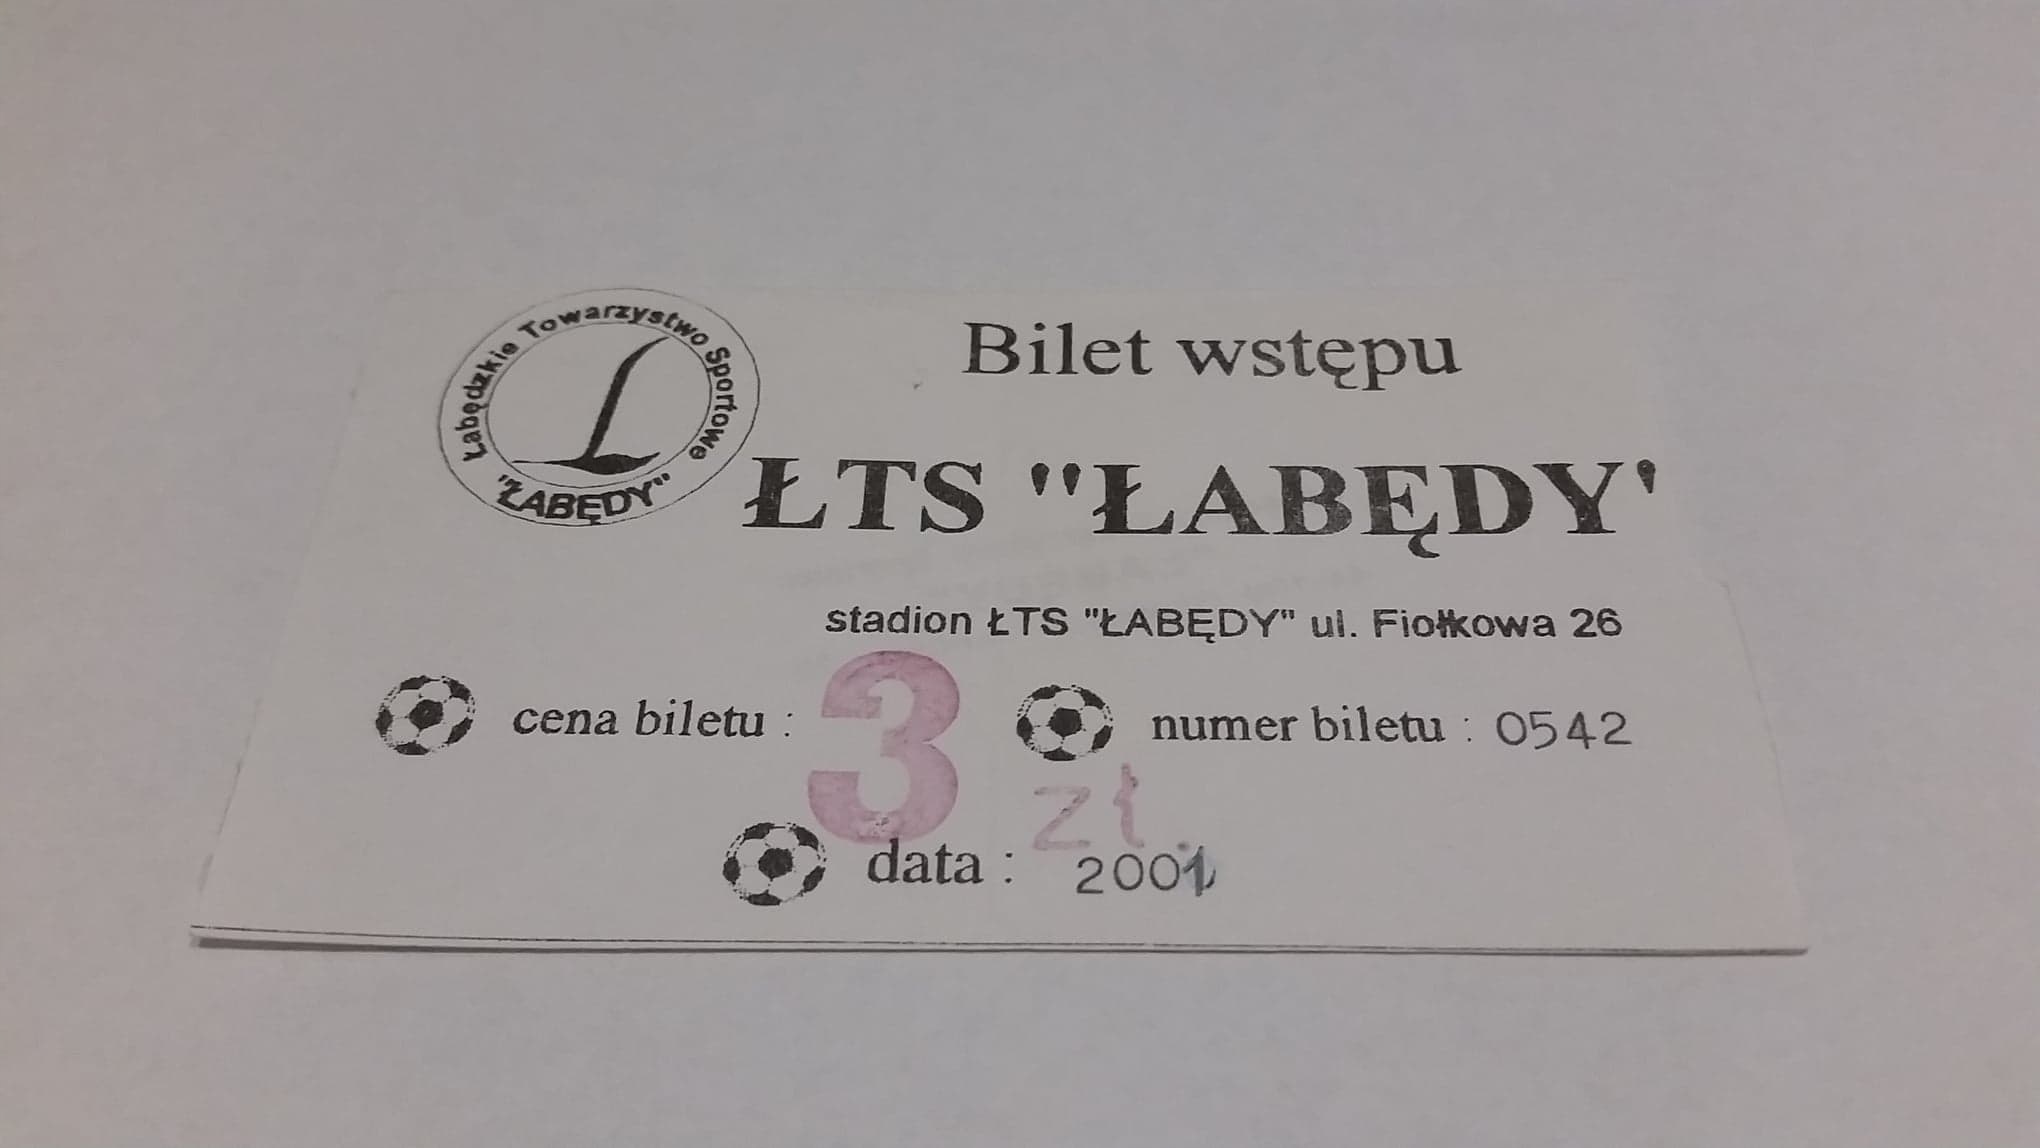 Łabędzkie Towarzystwo Sportowe
"ŁABĘDY"
Bilet wstępu
ŁTS "ŁABĘDY'
stadion ŁTS "ŁABĘDY" ul. Fiołkowa 26
cena biletu : 3 zł
numer biletu : 0542
data : 2001